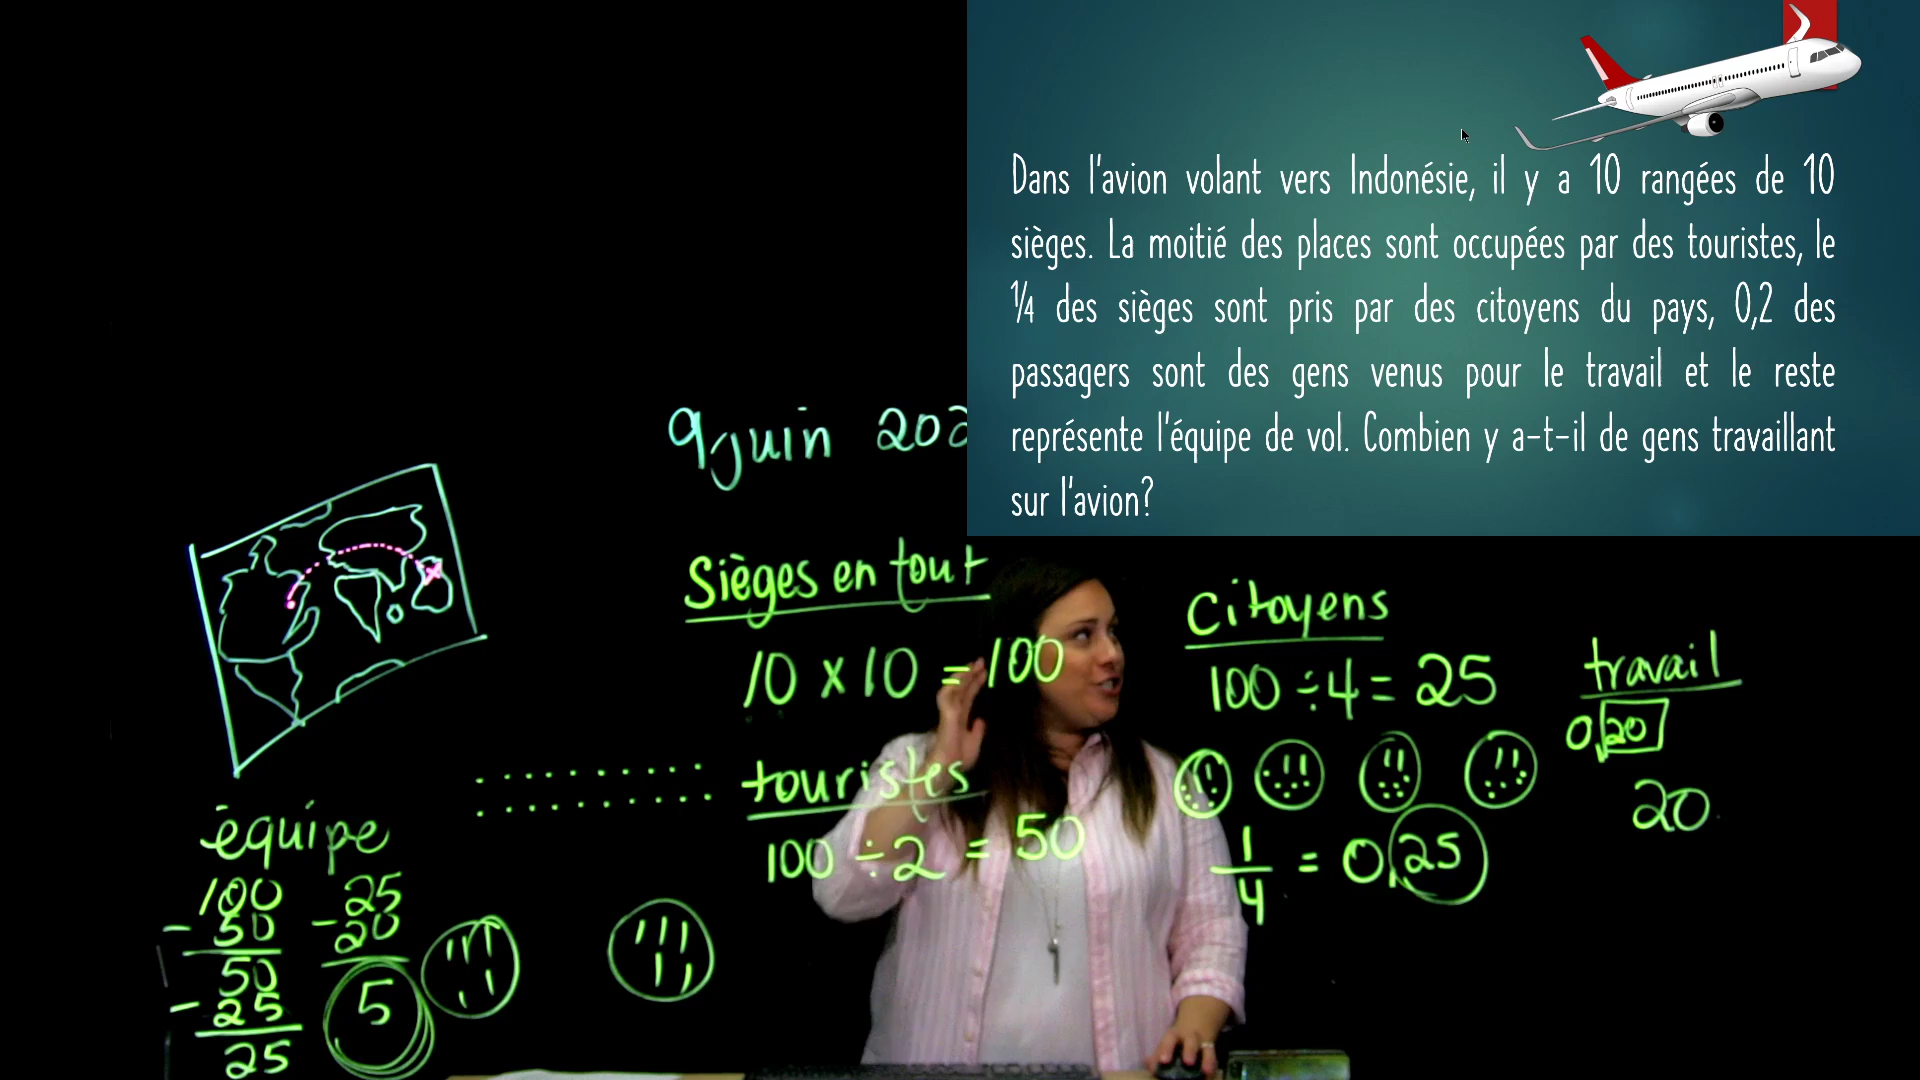 Dans l'avion volant vers Indonésie, il y a 10 rangées de 10
sièges. La moitié des places sont occupées par des touristes, le
¼ des sièges sont pris par des citoyens du pays, 0,2 des
passagers sont des gens venus pour le travail et le reste
représente l'équipe de vol. Combien y a-t-il de gens travaillant
sur l'avion?
9 juin 202
Sièges en tout
10 x 10 = 100
touristes
100 ÷ 2 = 50
Citoyens
100 ÷ 4 = 25
1/4 = 0,25
travail
0,20
20
équipe
100
- 50
50
- 25
25
25
- 20
5